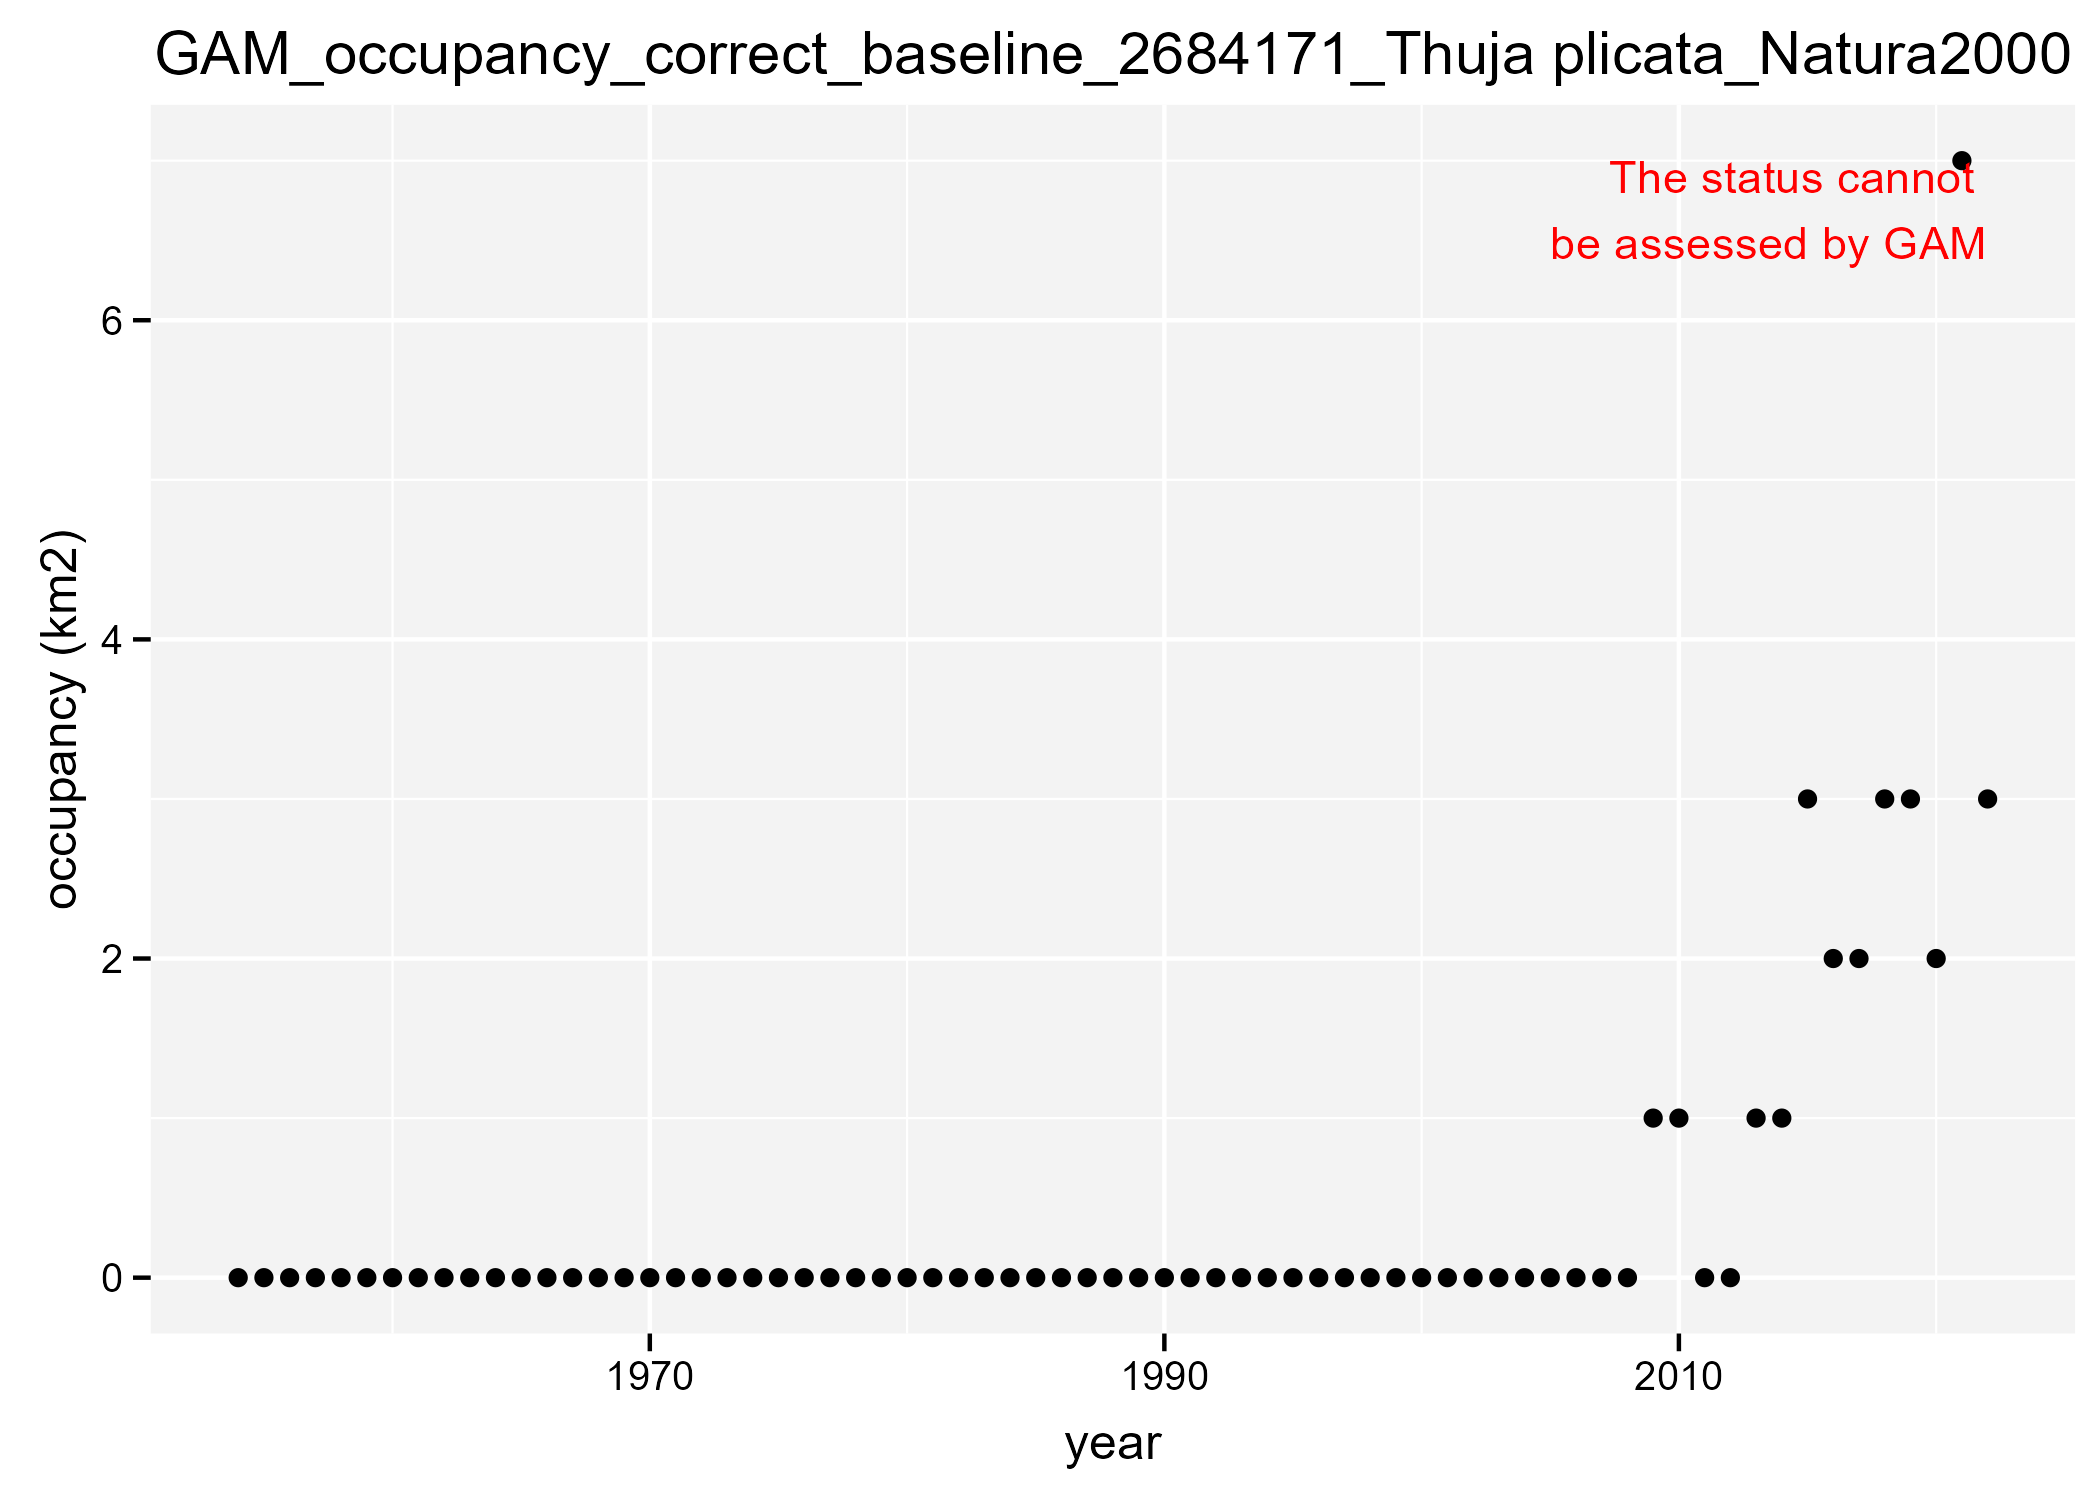 GAM_occupancy_correct_baseline_2684171_Thuja plicata_Natura2000
The status cannot
be assessed by GAM
6
4
2
0
occupancy (km2)
1970 1990 2010
year